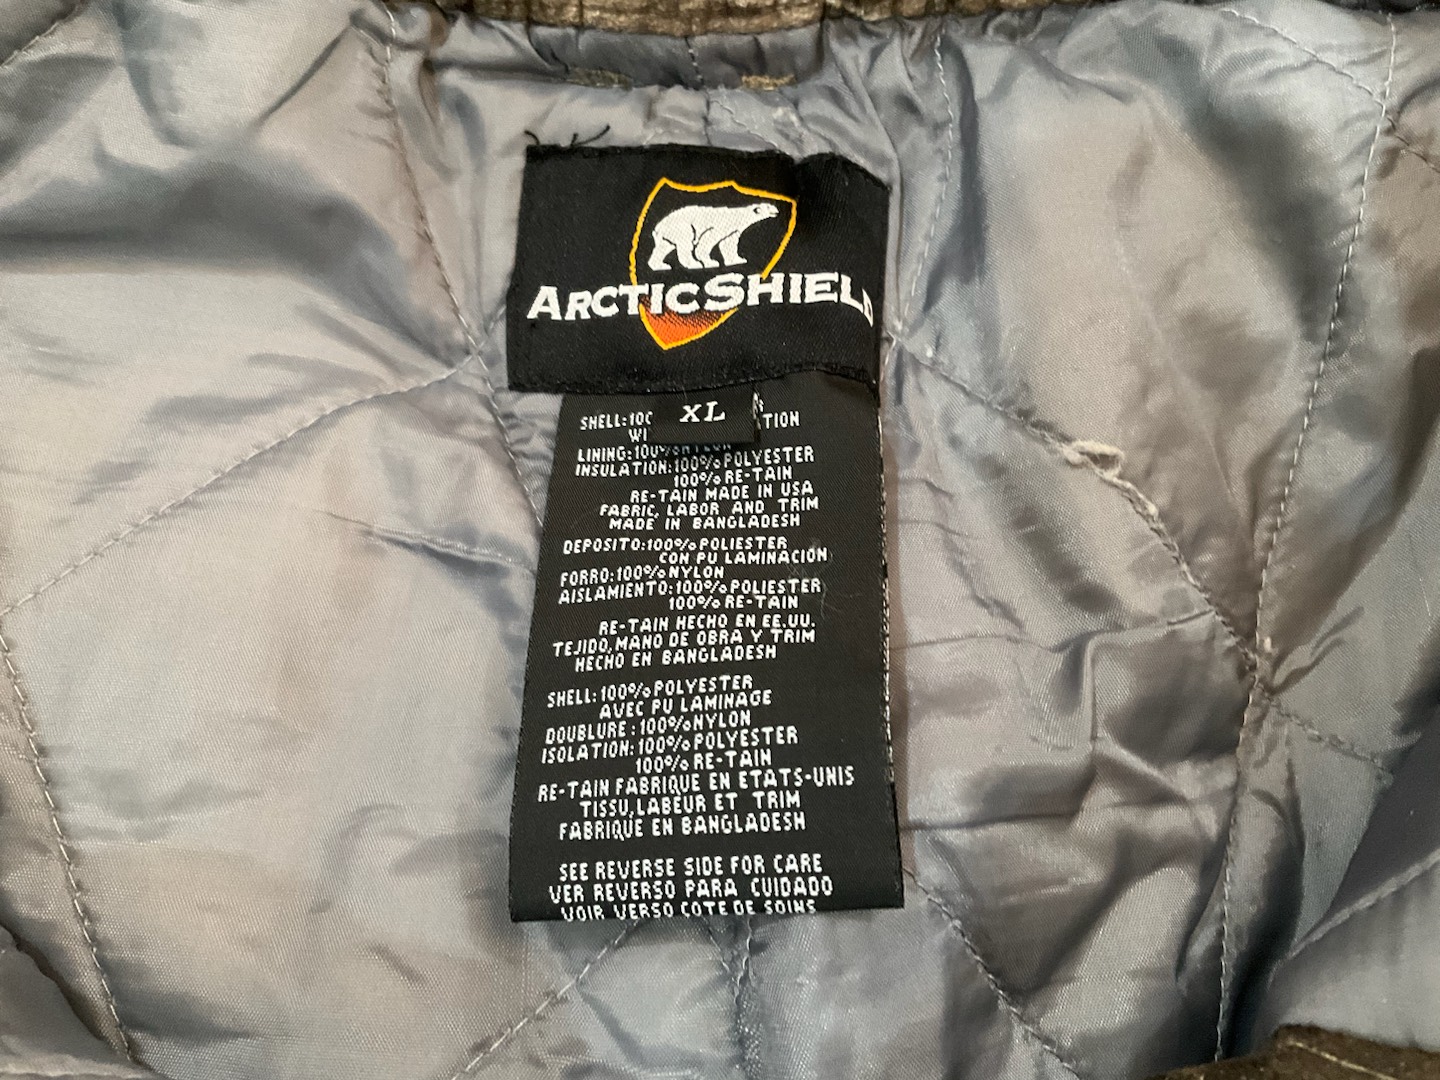 ARCTICSHIELD
XL
SHELL:100
LINING:100% NYLON
INSULATION:100% POLYESTER
100% RE-TAIN
RE-TAIN MADE IN USA
FABRIC, LABOR AND TRIM
MADE IN BANGLADESH
DEPOSITO:100% POLIESTER
CON PU LAMINACION
FORRO:100% NYLON
AISLAMIENTO:100% POLIESTER
100% RE-TAIN
RE-TAIN HECHO EN EE.UU.
TEJIDO, MANO DE OBRA Y TRIM
HECHO EN BANGLADESH
SHELL:100% POLYESTER
AVEC PU LAMINAGE
DOUBLURE:100% NYLON
ISOLATION:100% POLYESTER
100% RE-TAIN
RE-TAIN FABRIQUE EN ETATS-UNIS
TISSU, LABEUR ET TRIM
FABRIQUE EN BANGLADESH
SEE REVERSE SIDE FOR CARE
VER REVERSO PARA CUIDADO
VOIR VERSO COTE DE SOINS